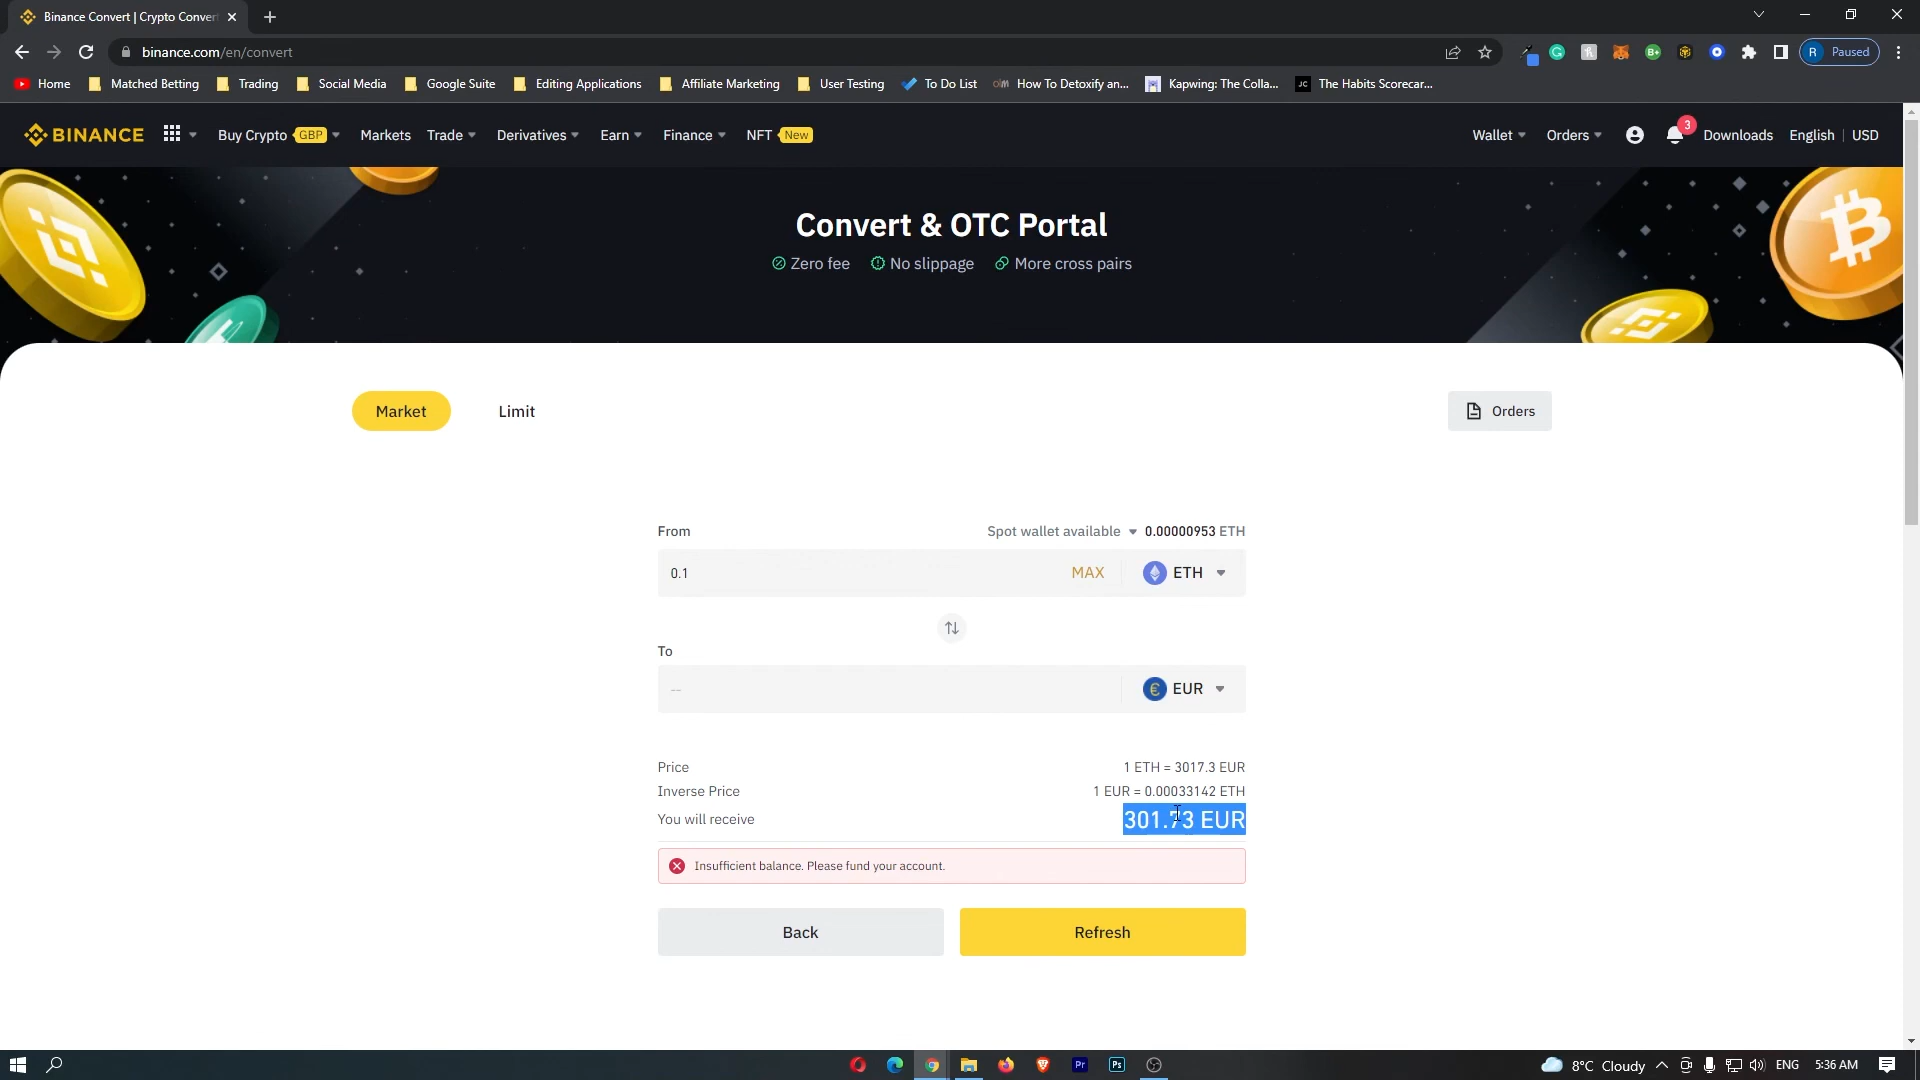 Binance Convert | Crypto Conver
binance.com/en/convert
R Paused
Home Matched Betting Trading Social Media Google Suite Editing Applications Affiliate Marketing User Testing To Do List How To Detoxify an... Kapwing: The Colla... JC The Habits Scorecar...
BINANCE Buy Crypto GBP Markets Trade Derivatives Earn Finance NFT New Wallet Orders 3 Downloads English USD
Convert & OTC Portal
Zero fee No slippage More cross pairs
Market Limit Orders
From Spot wallet available 0.00000953 ETH
0.1 MAX ETH
To
-- EUR
Price 1 ETH = 3017.3 EUR
Inverse Price 1 EUR = 0.00033142 ETH
You will receive 301.73 EUR
Insufficient balance. Please fund your account.
Back Refresh
Pr Ps 8°C Cloudy ENG 5:36 AM